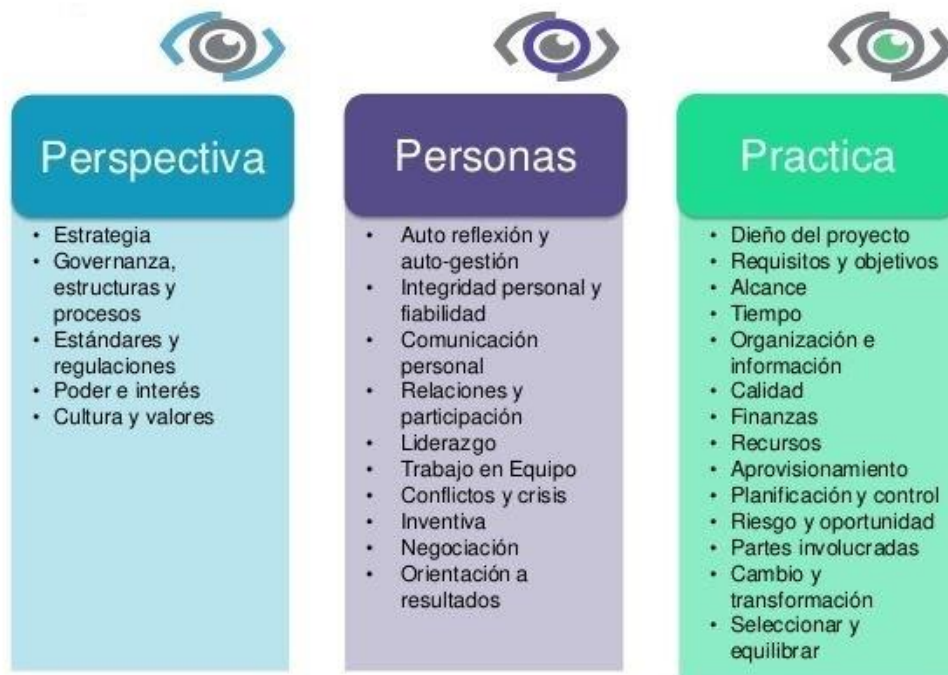 Perspectiva
• Estrategia
• Governanza,
estructuras y
procesos
• Estándares y
regulaciones
• Poder e interés
• Cultura y valores
Personas
• Auto reflexión y
auto-gestión
• Integridad personal y
fiabilidad
• Comunicación
personal
• Relaciones y
participación
• Liderazgo
• Trabajo en Equipo
• Conflictos y crisis
• Inventiva
• Negociación
• Orientación a
resultados
Practica
• Dieño del proyecto
• Requisitos y objetivos
• Alcance
• Tiempo
• Organización e
información
• Calidad
• Finanzas
• Recursos
• Aprovisionamiento
• Planificación y control
• Riesgo y oportunidad
• Partes involucradas
• Cambio y
transformación
• Seleccionar y
equilibrar